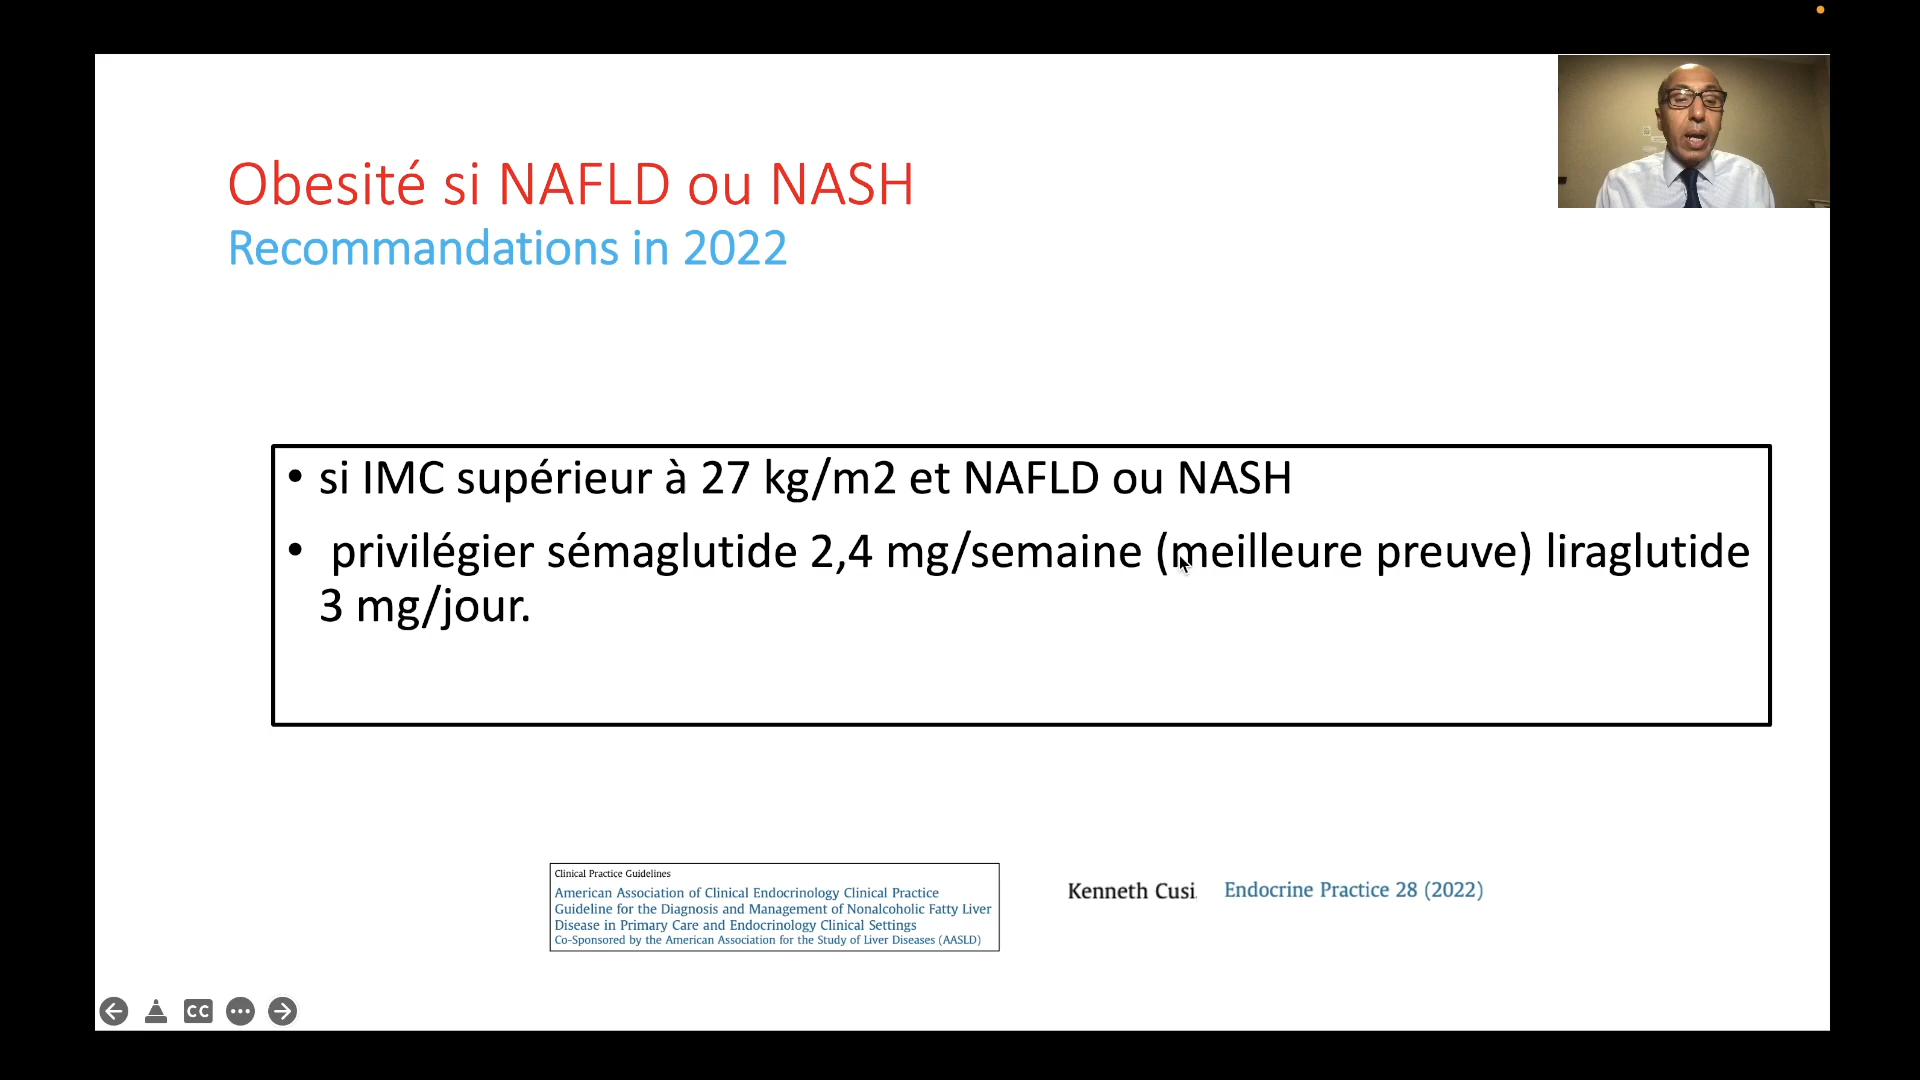 Obesité si NAFLD ou NASH
Recommandations in 2022
• si IMC supérieur à 27 kg/m2 et NAFLD ou NASH
• privilégier sémaglutide 2,4 mg/semaine (meilleure preuve) liraglutide
3 mg/jour.
Clinical Practice Guidelines
American Association of Clinical Endocrinology Clinical Practice
Guideline for the Diagnosis and Management of Nonalcoholic Fatty Liver
Disease in Primary Care and Endocrinology Clinical Settings
Co-Sponsored by the American Association for the Study of Liver Diseases (AASLD)
Kenneth Cusi
Endocrine Practice 28 (2022)
CC